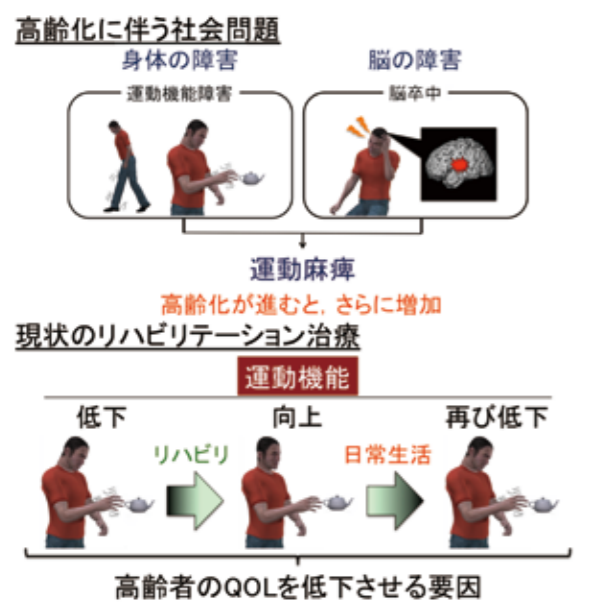 高齢化に伴う社会問題
身体の障害
脳の障害
運動機能障害
脳卒中
運動麻痺
高齢化が進むと，さらに増加
現状のリハビリテーション治療
運動機能
低下
向上
再び低下
リハビリ
日常生活
高齢者のQOLを低下させる要因